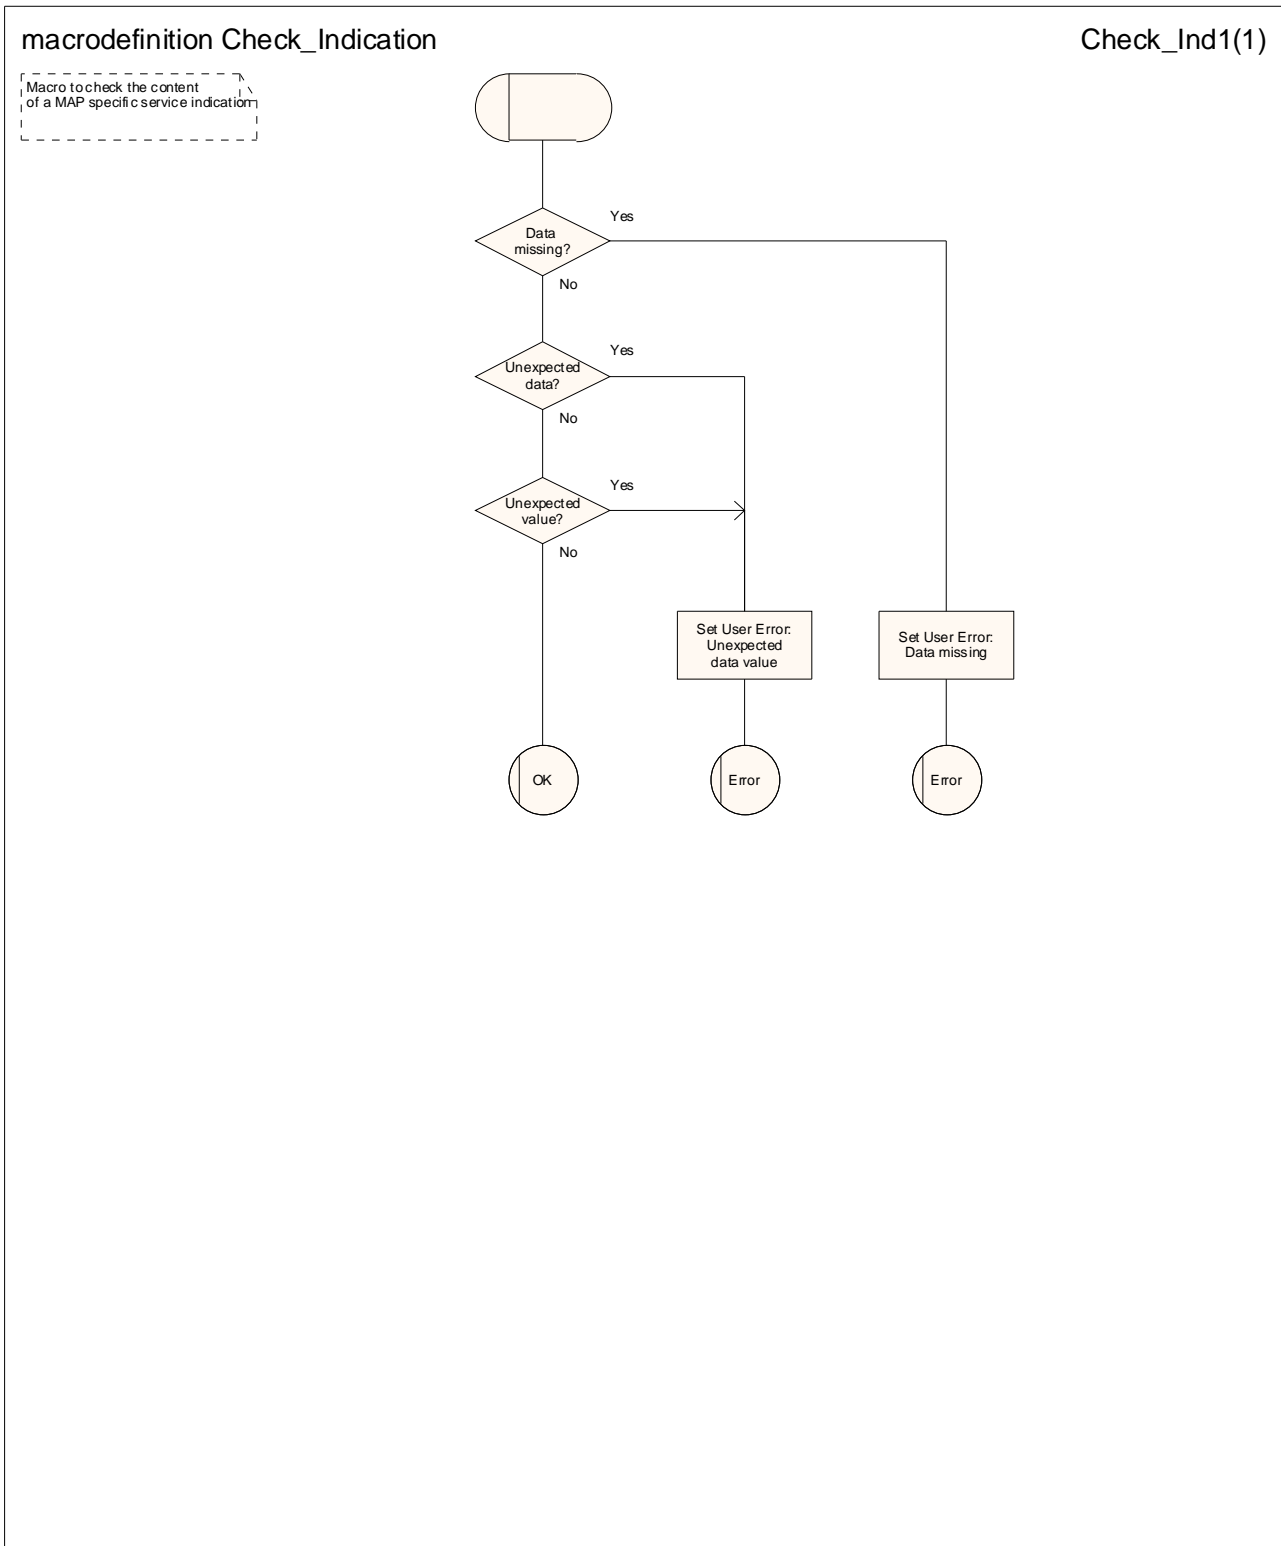 macrodefinition Check_Indication
Check_Ind1(1)
Macro to check the content
of a MAP specific service indication
Data
missing?
Yes
No
Unexpected
data?
Yes
No
Unexpected
value?
Yes
No
Set User Error:
Unexpected
data value
Set User Error:
Data missing
OK
Error
Error